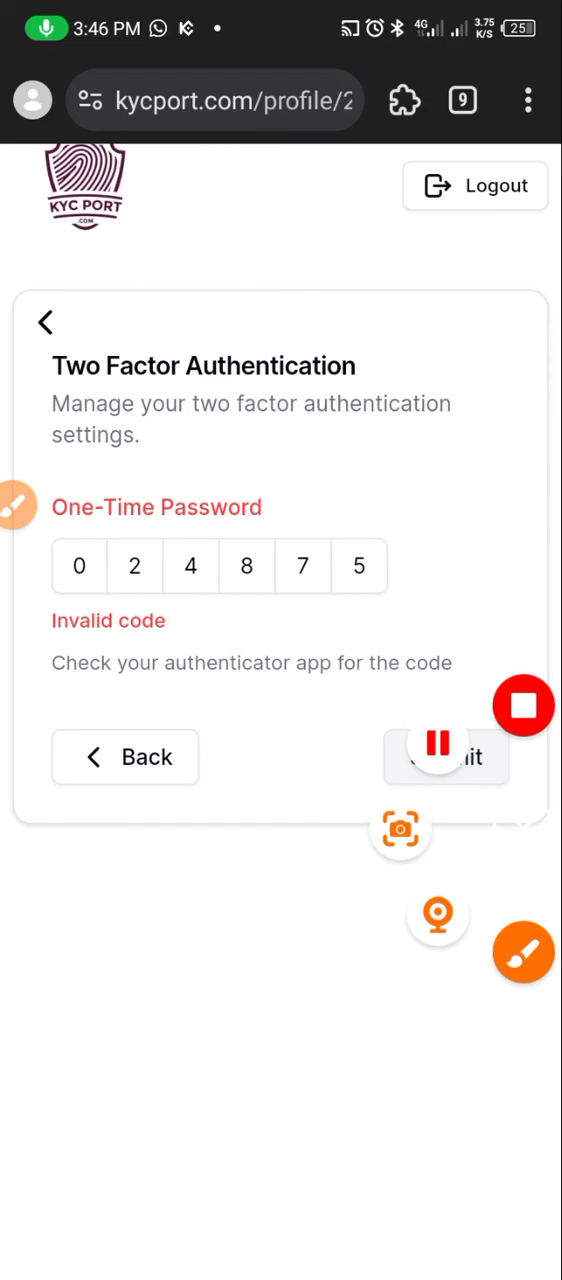 3:46 PM
4G
3.75
K/S
25
kycport.com/profile/2
9
KYC PORT
.COM
Logout
Two Factor Authentication
Manage your two factor authentication
settings.
One-Time Password
0 2 4 8 7 5
Invalid code
Check your authenticator app for the code
Back